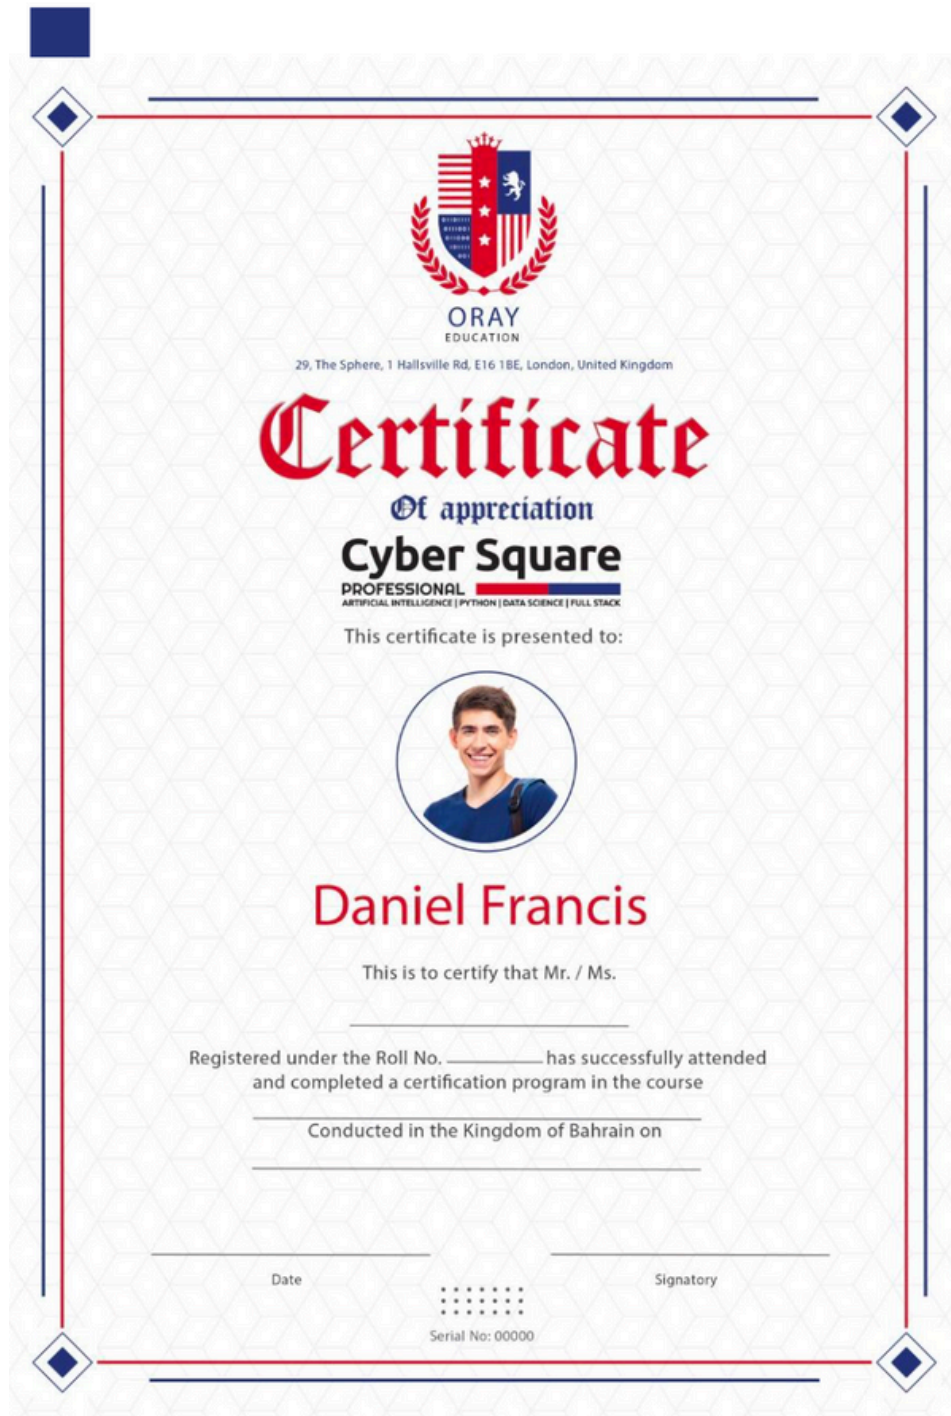 ORAY
EDUCATION
29, The Sphere, 1 Hallsville Rd, E16 1BE, London, United Kingdom
Certificate
Of appreciation
Cyber Square
PROFESSIONAL
ARTIFICIAL INTELLIGENCE | PYTHON | DATA SCIENCE | FULL STACK
This certificate is presented to:
Daniel Francis
This is to certify that Mr. / Ms.
Registered under the Roll No. __________ has successfully attended
and completed a certification program in the course
Conducted in the Kingdom of Bahrain on
Date
Signatory
Serial No: 00000